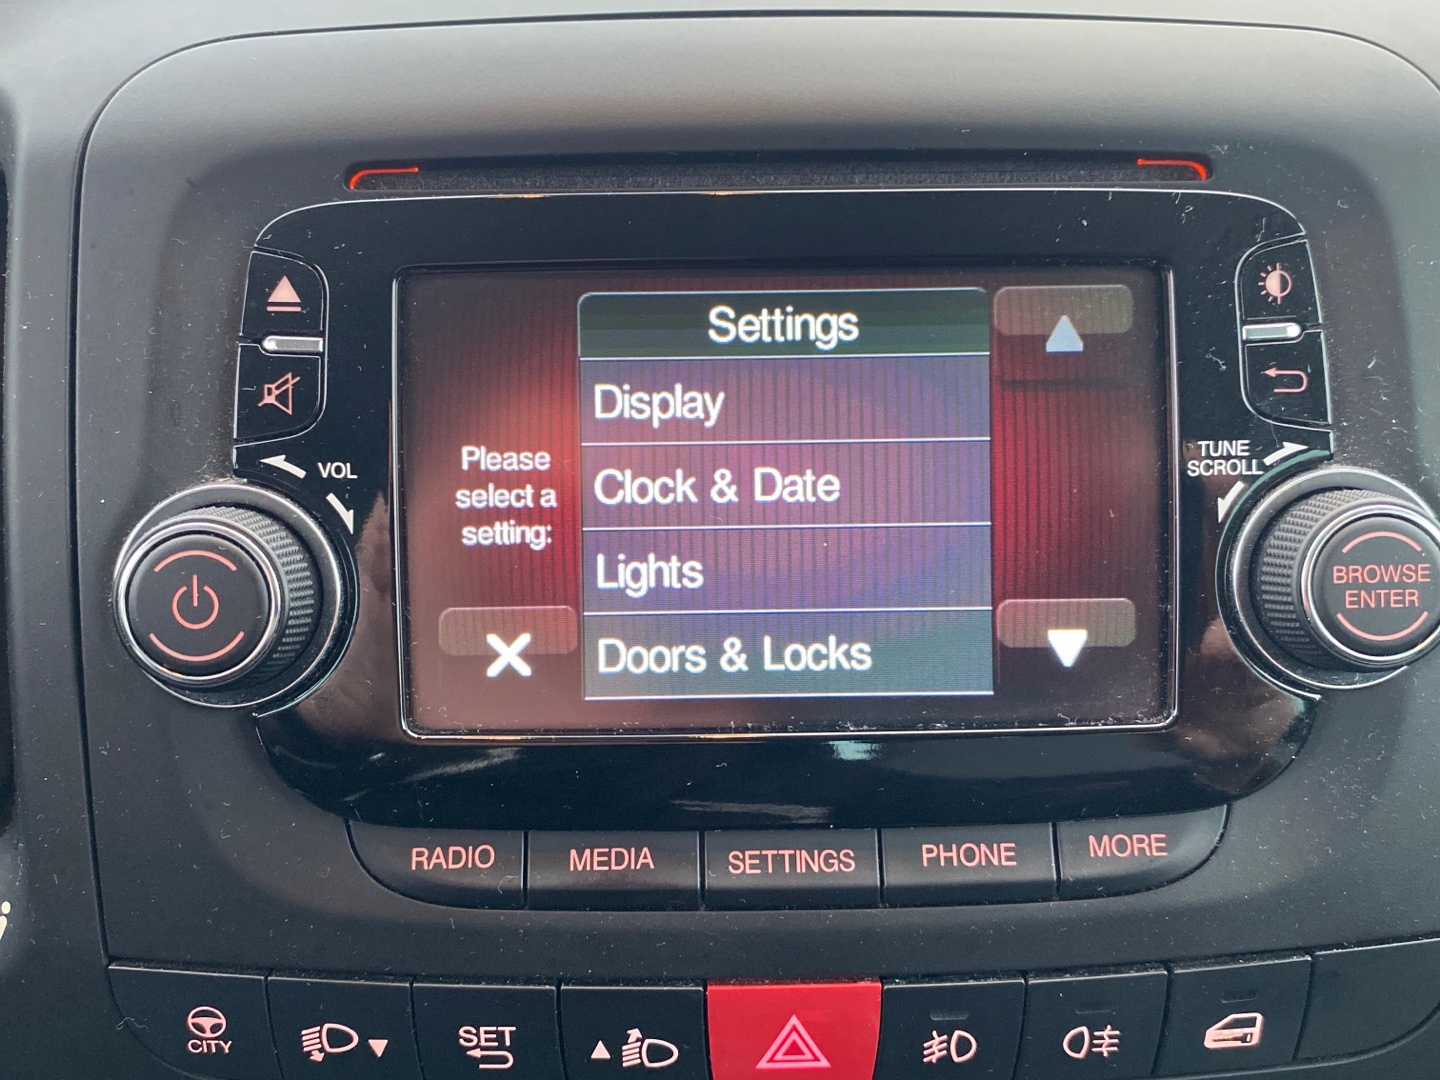 Settings
Display
Clock & Date
Lights
Doors & Locks
Please
select a
setting:
VOL
TUNE
SCROLL
BROWSE
ENTER
RADIO
MEDIA
SETTINGS
PHONE
MORE
CITY
SET